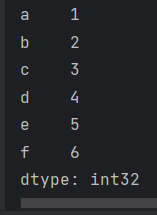 a    1
b    2
c    3
d    4
e    5
f    6
dtype: int32